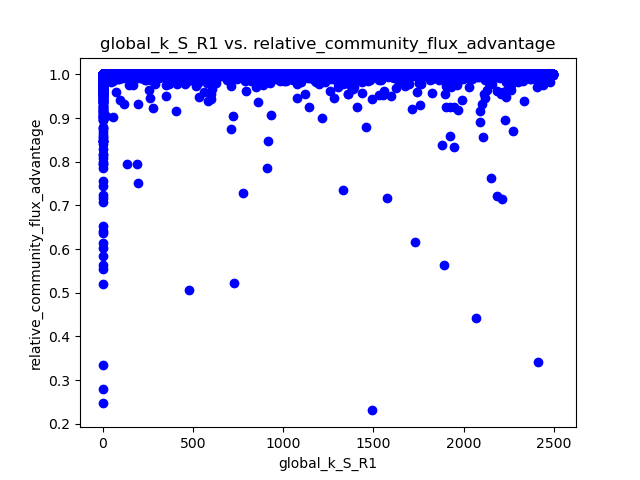 global_k_S_R1 vs. relative_community_flux_advantage
1.0
0.9
0.8
0.7
0.6
0.5
0.4
0.3
0.2
relative_community_flux_advantage
0 500 1000 1500 2000 2500
global_k_S_R1